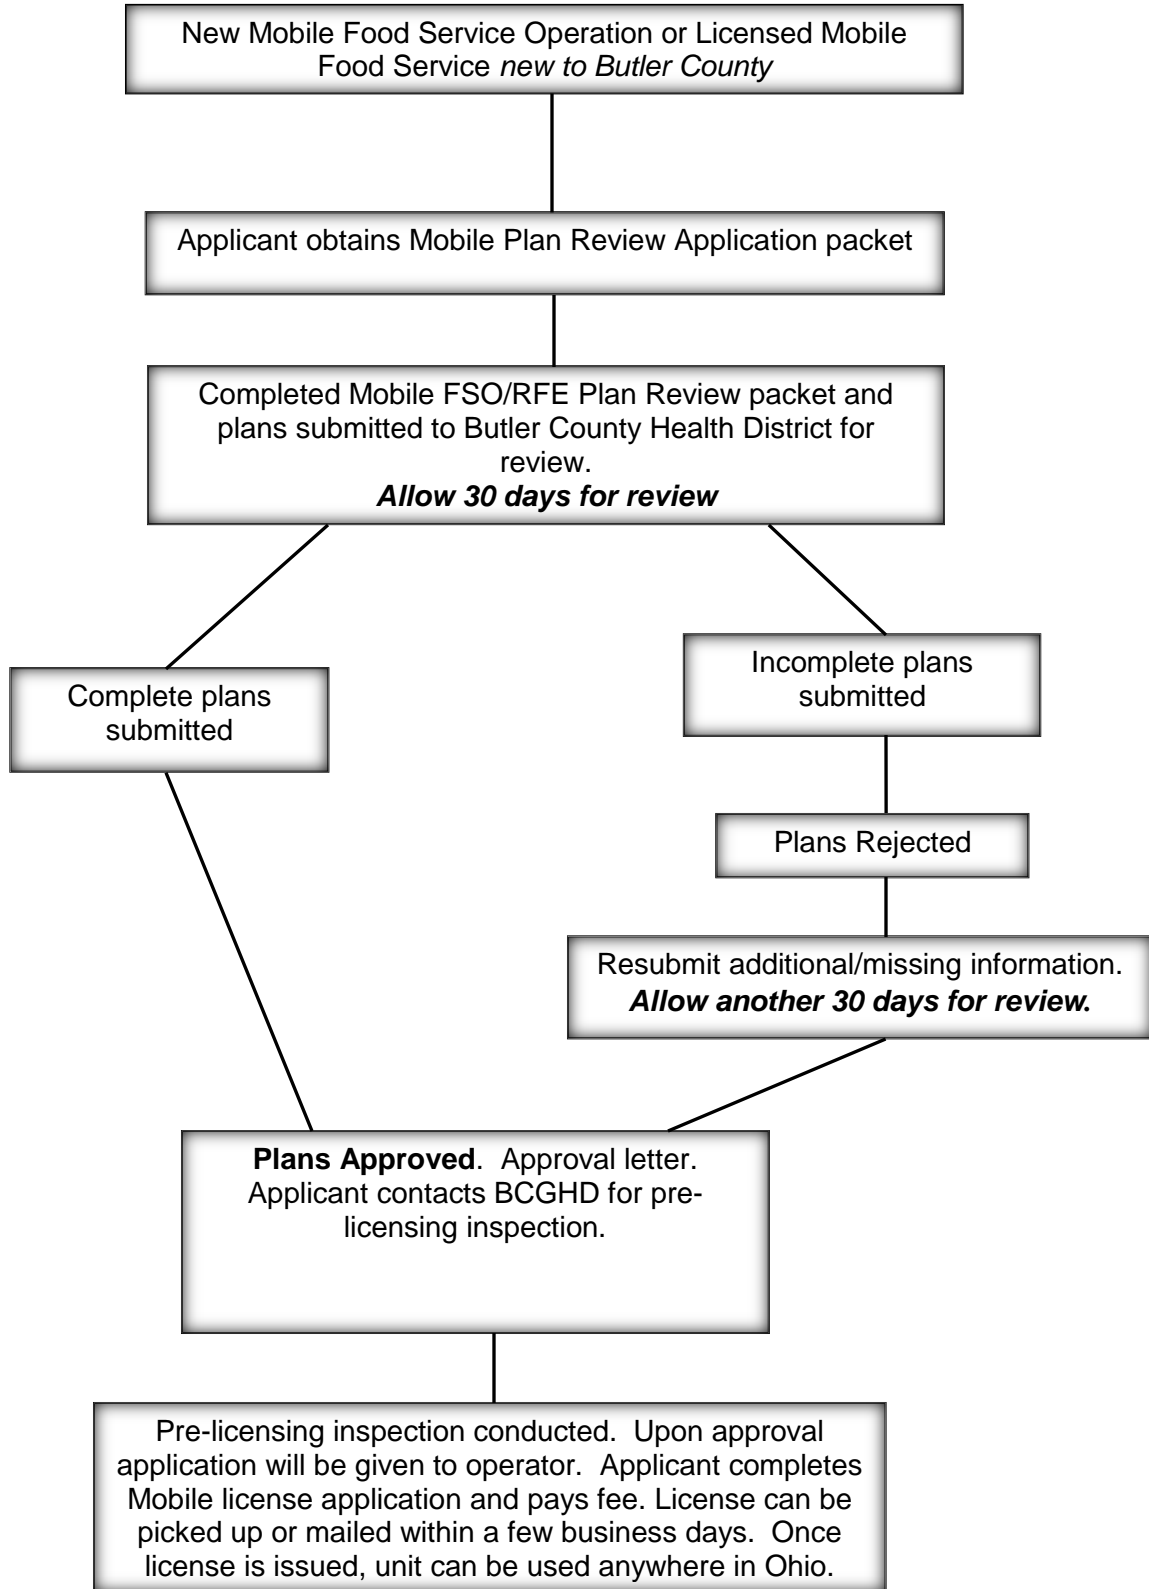 New Mobile Food Service Operation or Licensed Mobile
Food Service new to Butler County
Applicant obtains Mobile Plan Review Application packet
Completed Mobile FSO/RFE Plan Review packet and
plans submitted to Butler County Health District for
review.
Allow 30 days for review
Complete plans
submitted
Incomplete plans
submitted
Plans Rejected
Resubmit additional/missing information.
Allow another 30 days for review.
Plans Approved.  Approval letter.
Applicant contacts BCGHD for pre-
licensing inspection.
Pre-licensing inspection conducted.  Upon approval
application will be given to operator.  Applicant completes
Mobile license application and pays fee. License can be
picked up or mailed within a few business days.  Once
license is issued, unit can be used anywhere in Ohio.